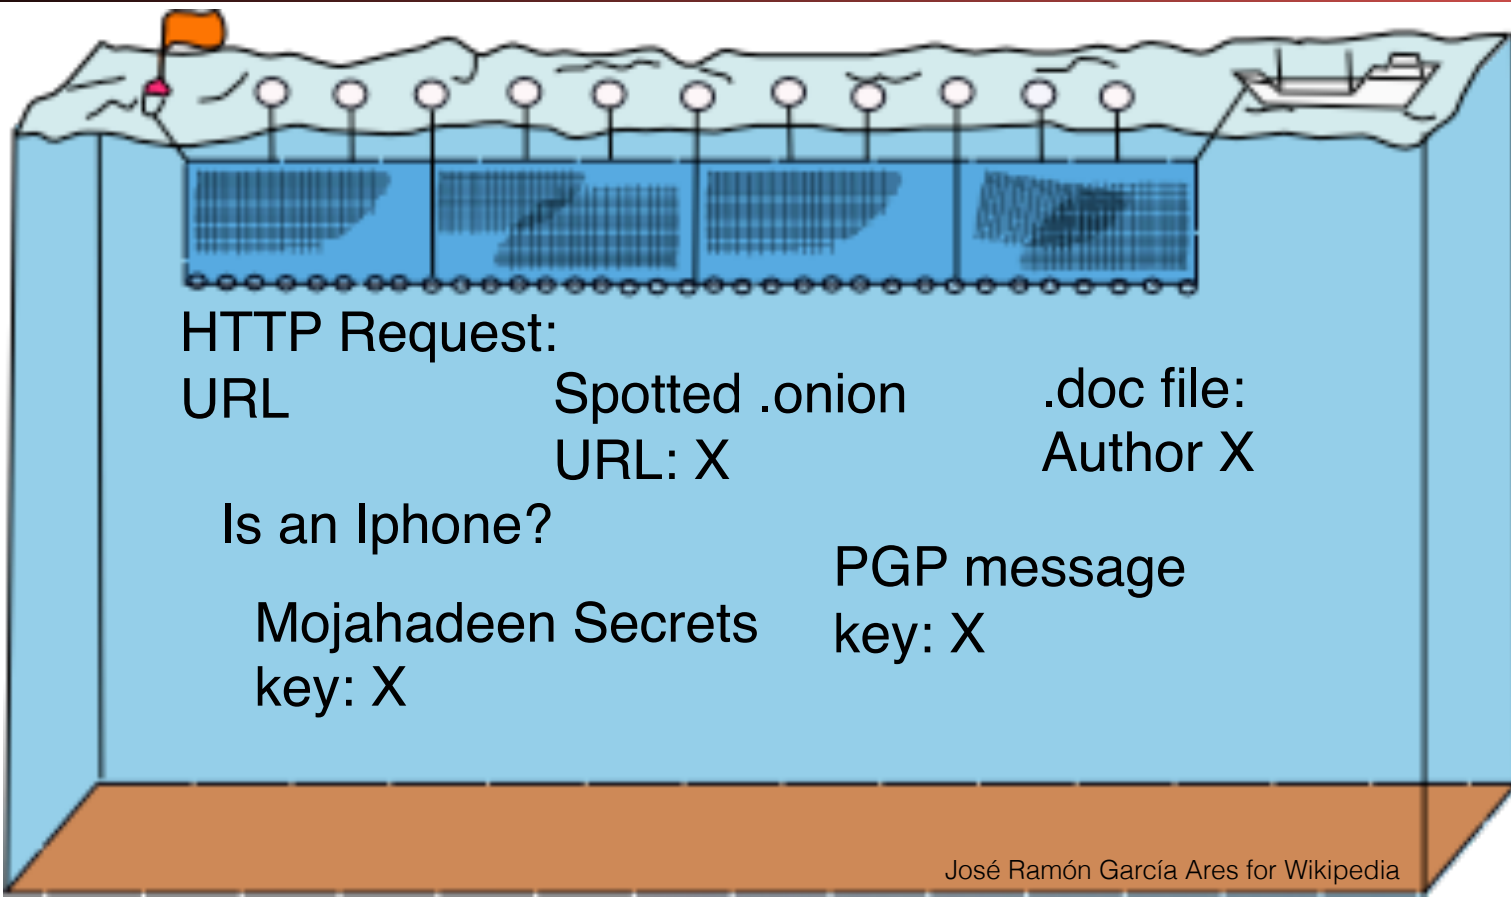 HTTP Request:
URL
Spotted .onion
URL: X
.doc file:
Author X
Is an Iphone?
PGP message
key: X
Mojahadeen Secrets
key: X
José Ramón García Ares for Wikipedia